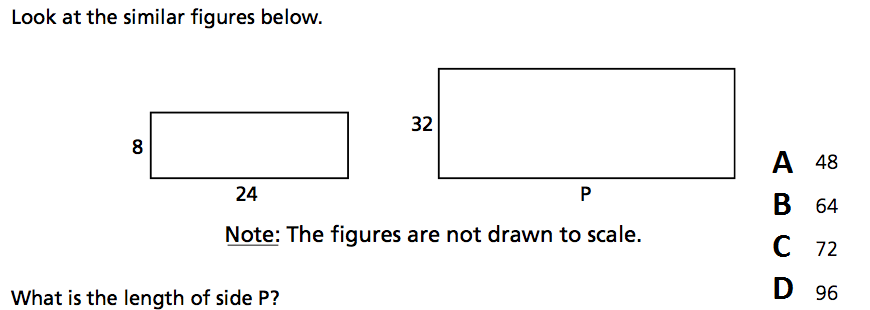 Look at the similar figures below.
8
24
32
P
Note: The figures are not drawn to scale.
What is the length of side P?
A 48
B 64
C 72
D 96